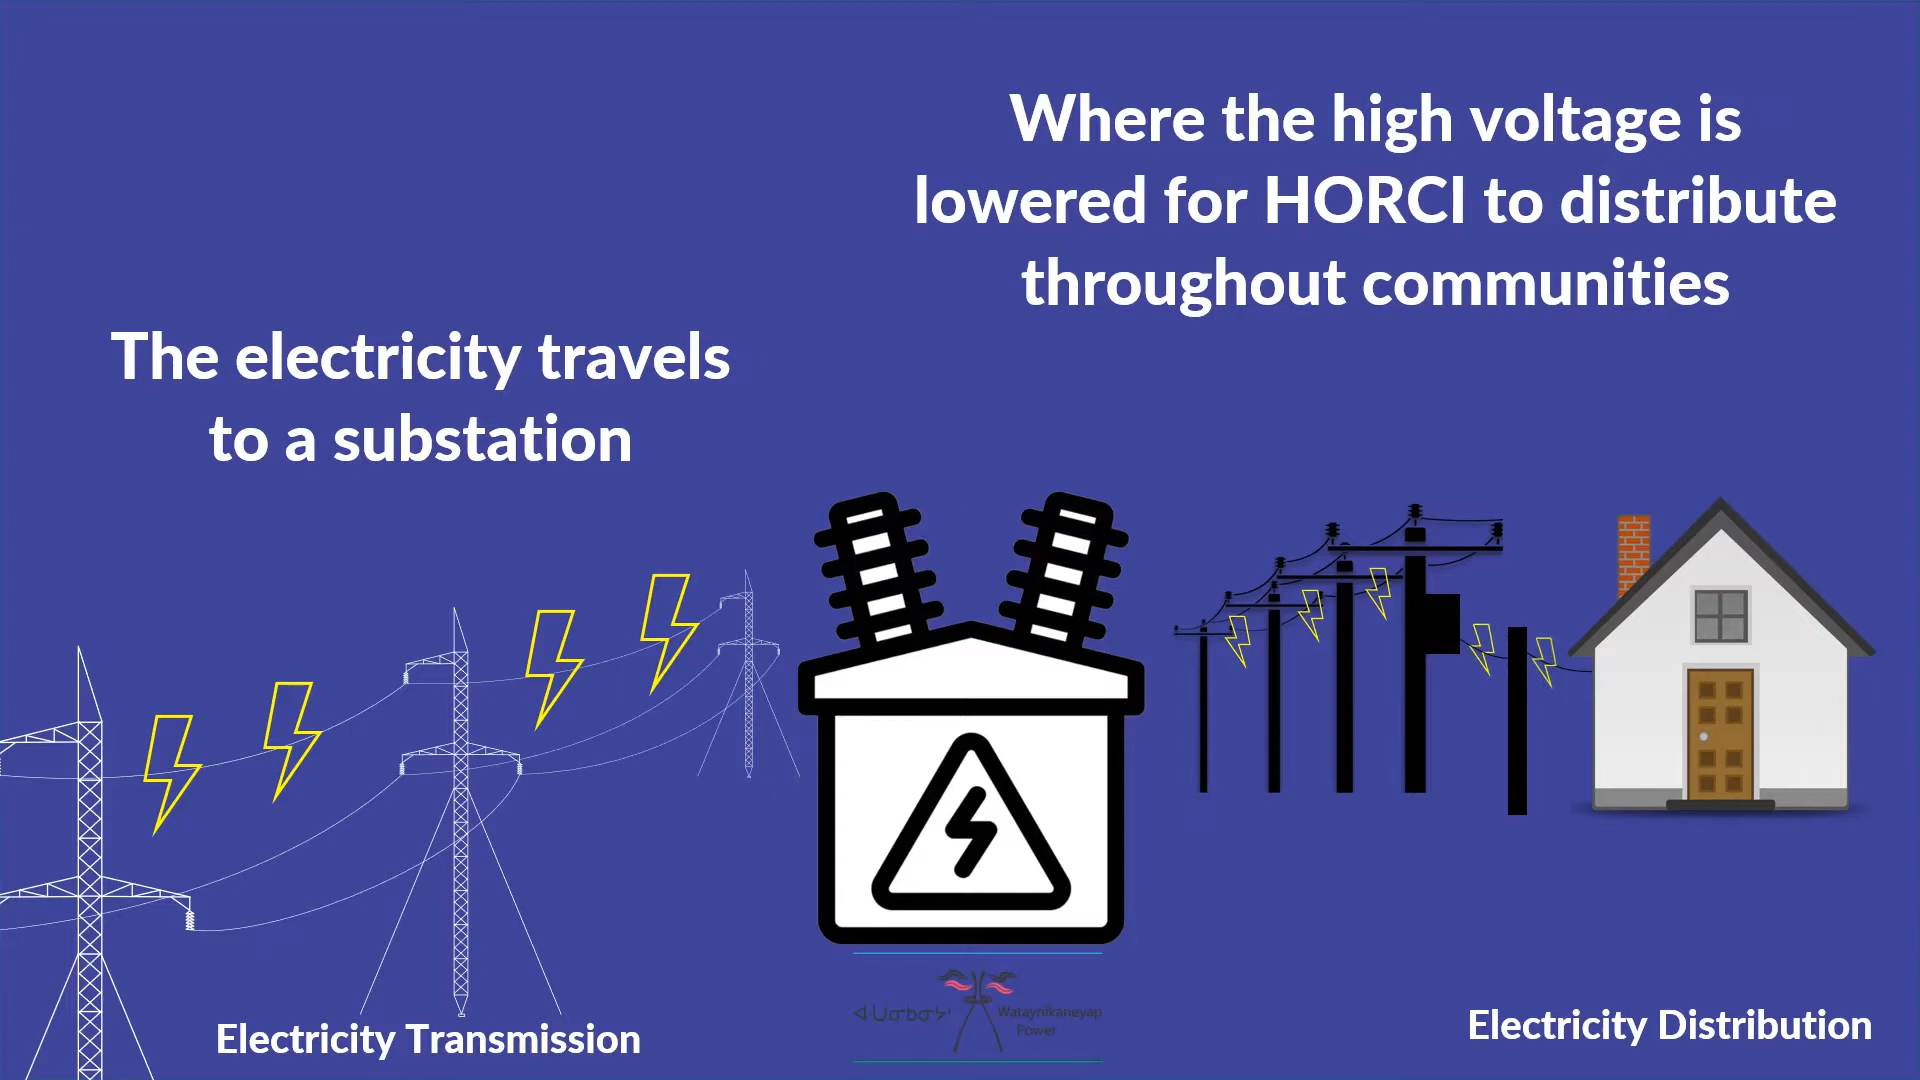 Where the high voltage is
lowered for HORCI to distribute
throughout communities
The electricity travels
to a substation
ᐊᐧᑌᓂᑲᓀᔭᑊ
Wataynikaneyap
Power
Electricity Transmission
Electricity Distribution